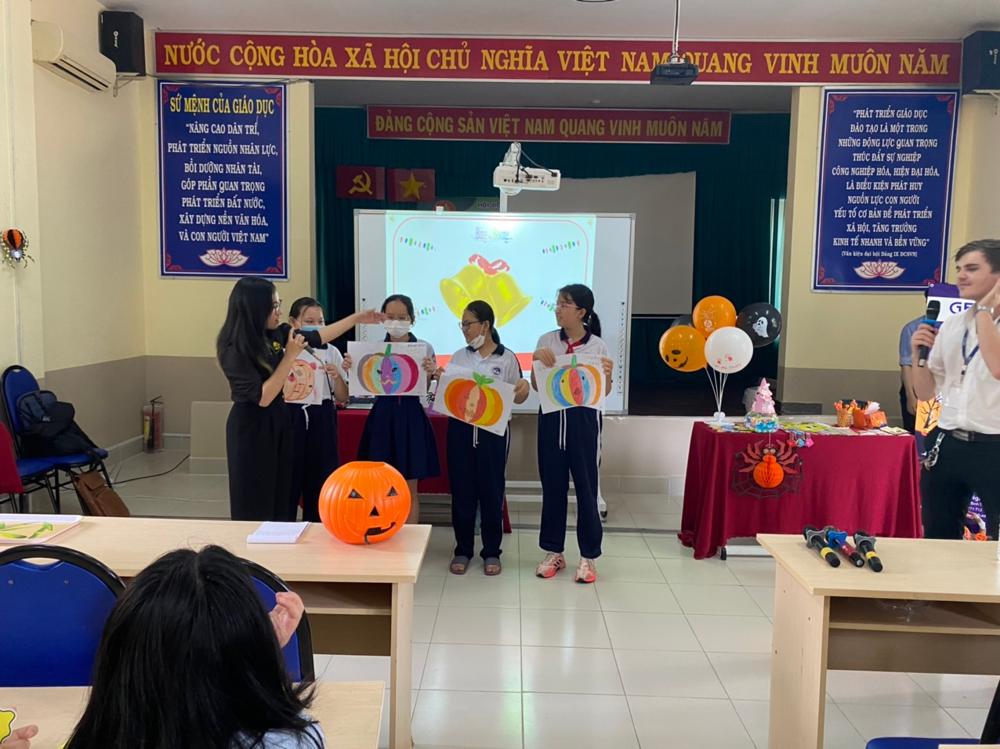 NƯỚC CỘNG HÒA XÃ HỘI CHỦ NGHĨA VIỆT NAM QUANG VINH MUÔN NĂM
ĐẢNG CỘNG SẢN VIỆT NAM QUANG VINH MUÔN NĂM
SỨ MỆNH CỦA GIÁO DỤC
"NÂNG CAO DÂN TRÍ,
PHÁT TRIỂN NGUỒN NHÂN LỰC,
BỒI DƯỠNG NHÂN TÀI,
GÓP PHẦN QUAN TRỌNG
PHÁT TRIỂN ĐẤT NƯỚC,
XÂY DỰNG NỀN VĂN HÓA,
VÀ CON NGƯỜI VIỆT NAM"
"PHÁT TRIỂN GIÁO DỤC
ĐÀO TẠO LÀ MỘT TRONG
NHỮNG ĐỘNG LỰC QUAN TRỌNG
THÚC ĐẨY SỰ NGHIỆP
CÔNG NGHIỆP HÓA, HIỆN ĐẠI HÓA,
LÀ ĐIỀU KIỆN PHÁT HUY
NGUỒN LỰC CON NGƯỜI
YẾU TỐ CƠ BẢN ĐỂ PHÁT TRIỂN
XÃ HỘI, TĂNG TRƯỞNG
KINH TẾ NHANH VÀ BỀN VỮNG"
(Văn kiện đại hội Đảng IX ĐCSVN)
HỘI ĐỒ
GE